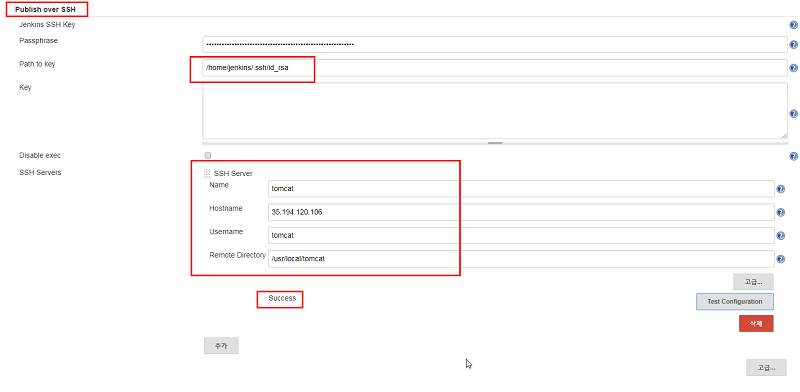 Publish over SSH
Jenkins SSH Key
Passphrase
Path to key
/home/jenkins/.ssh/id_rsa
Key
Disable exec
SSH Servers
SSH Server
Name
tomcat
Hostname
35.194.120.106
Username
tomcat
Remote Directory
/usr/local/tomcat
고급...
Success
Test Configuration
삭제
추가
고급...